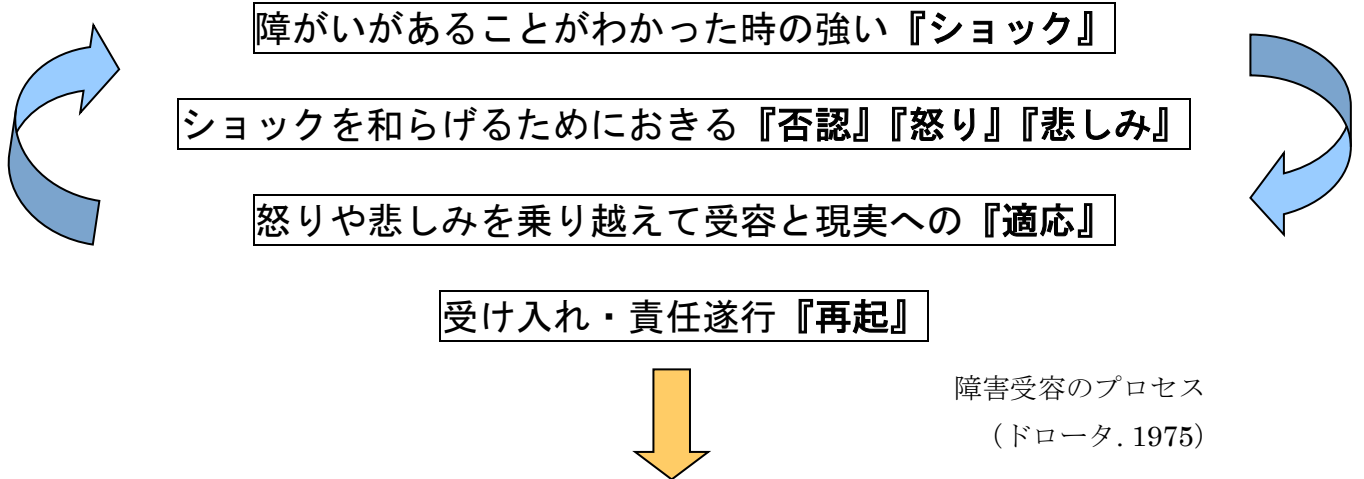 障がいがあることがわかった時の強い『ショック』
ショックを和らげるためにおきる『否認』『怒り』『悲しみ』
怒りや悲しみを乗り越えて受容と現実への『適応』
受け入れ・責任遂行『再起』
障害受容のプロセス
（ドロータ. 1975）